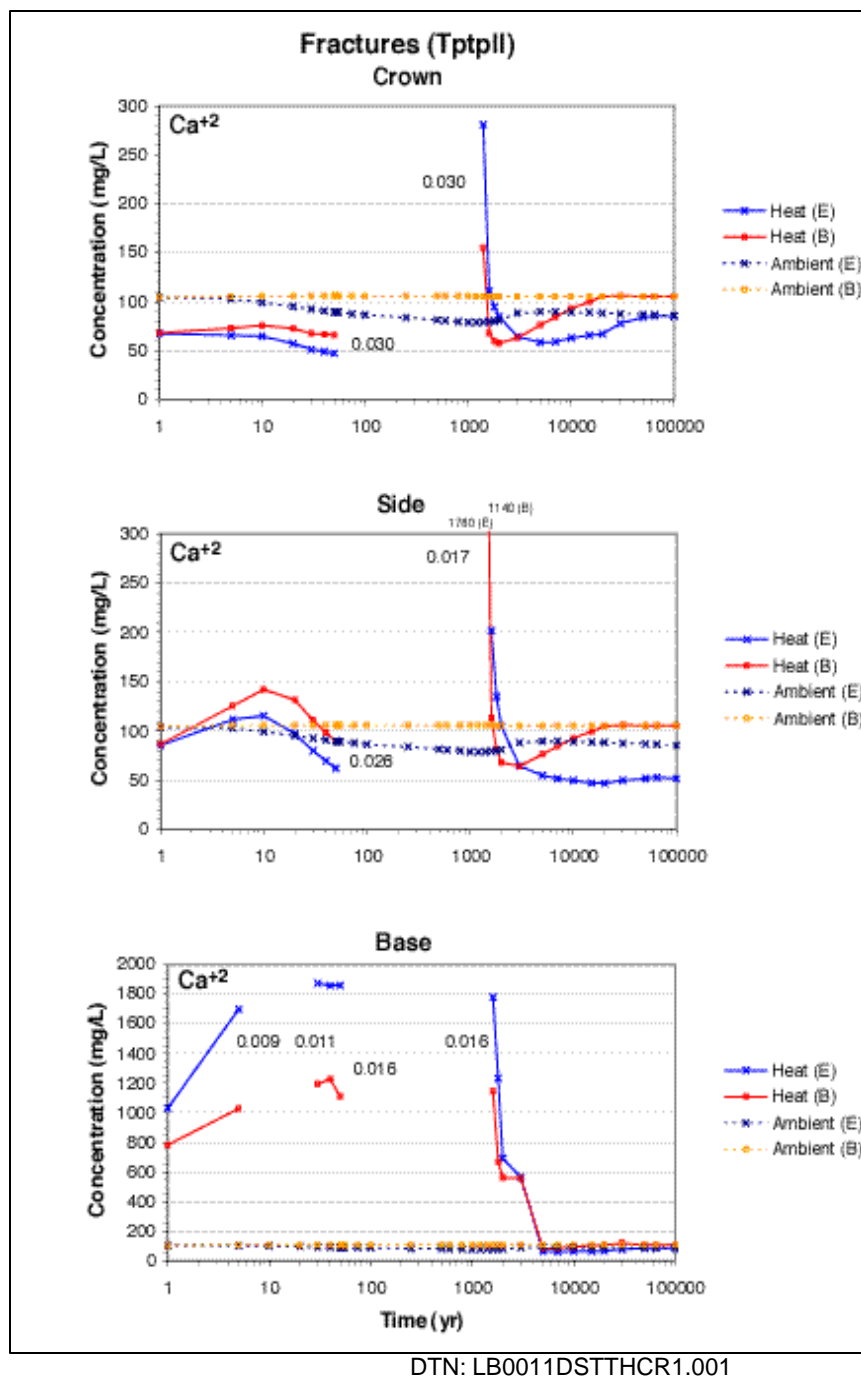 Fractures (Tptpll)
Crown
Ca+2
Concentration (mg/L)
300
250
200
150
100
50
0
0.030
0.030
1 10 100 1000 10000 100000
Heat (E)
Heat (B)
Ambient (E)
Ambient (B)
Side
1140 (B)
1760 (E)
Ca+2
Concentration (mg/L)
300
250
200
150
100
50
0
0.017
0.026
1 10 100 1000 10000 100000
Heat (E)
Heat (B)
Ambient (E)
Ambient (B)
Base
Ca+2
Concentration (mg/L)
2000
1800
1600
1400
1200
1000
800
600
400
200
0
0.009 0.011 0.016
0.016
1 10 100 1000 10000 100000
Time (yr)
Heat (E)
Heat (B)
Ambient (E)
Ambient (B)
DTN: LB0011DSTTHCR1.001